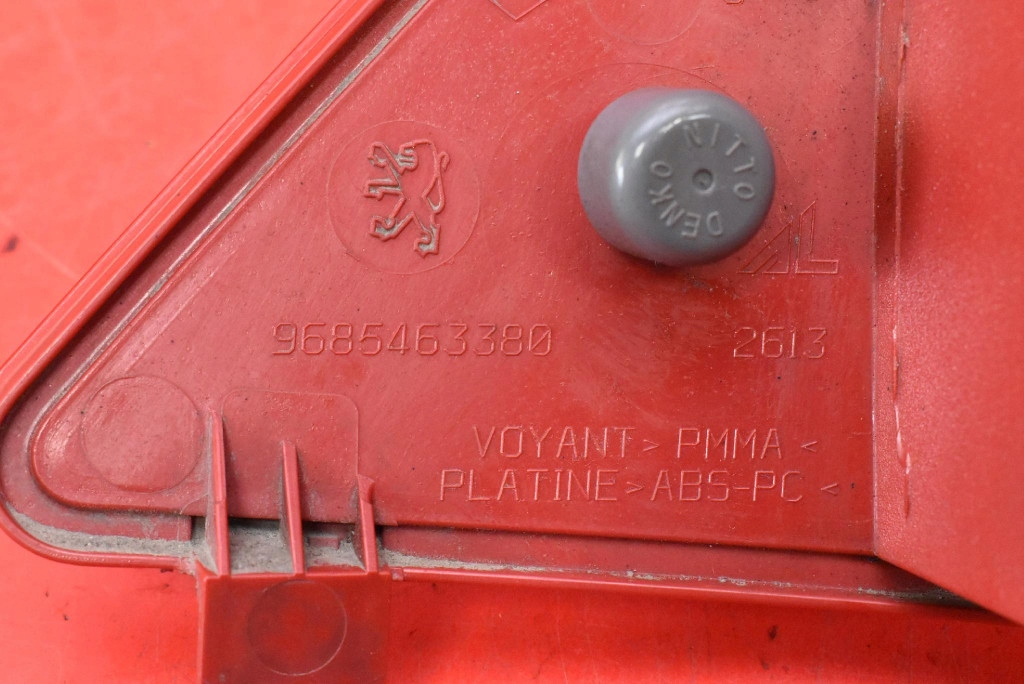 NITTO
DENKO
9685463380 2613
VOYANT > PMMA <
PLATINE > ABS-PC <